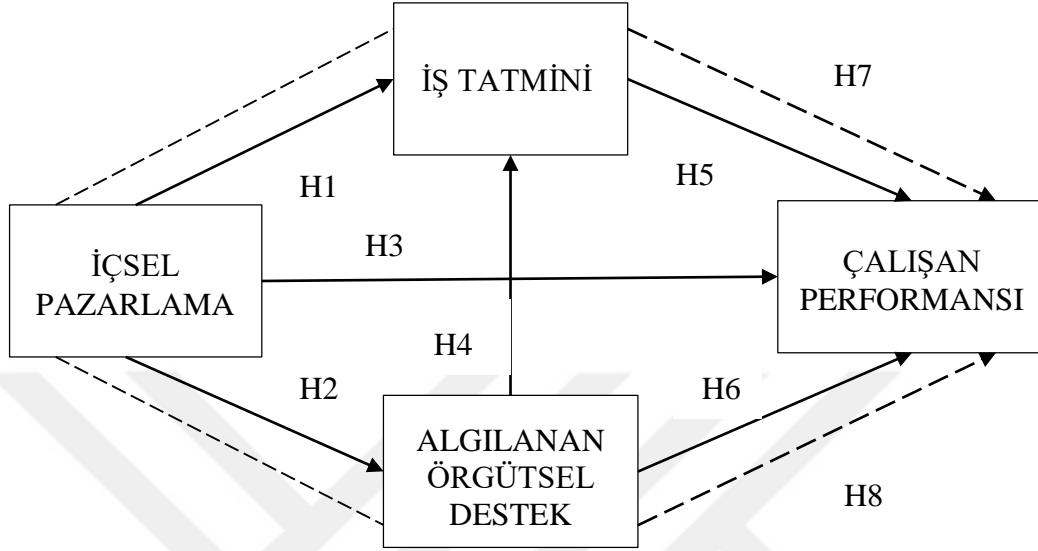 İŞ TATMİNİ
H7
H1
H5
İÇSEL
PAZARLAMA
H3
ÇALIŞAN
PERFORMANSI
H4
H2
H6
ALGILANAN
ÖRGÜTSEL
DESTEK
H8